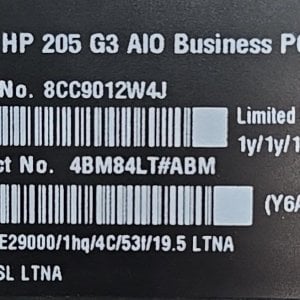 HP 205 G3 AIO Business PC
No. 8CC9012W4J
Limited
1y/1y/1
ct No. 4BM84LT#ABM
(Y6A
E29000/1hq/4C/53f/19.5 LTNA
SL LTNA